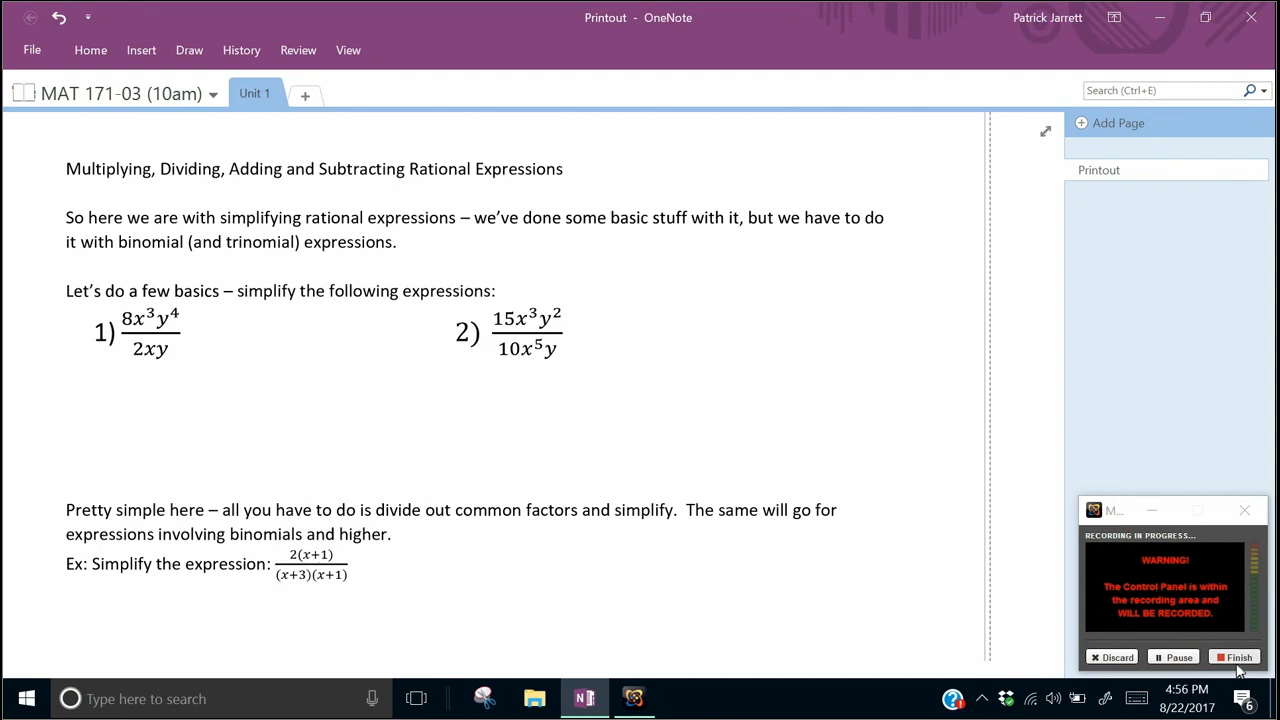 Printout - OneNote
Patrick Jarrett
File Home Insert Draw History Review View
MAT 171-03 (10am)
Unit 1
Search (Ctrl+E)
Add Page
Printout
Multiplying, Dividing, Adding and Subtracting Rational Expressions
So here we are with simplifying rational expressions – we've done some basic stuff with it, but we have to do
it with binomial (and trinomial) expressions.
Let's do a few basics – simplify the following expressions:
1) 8x³y⁴ / 2xy
2) 15x³y² / 10x⁵y
Pretty simple here – all you have to do is divide out common factors and simplify. The same will go for
expressions involving binomials and higher.
Ex: Simplify the expression: 2(x+1) / (x+3)(x+1)
M...
RECORDING IN PROGRESS...
WARNING!
The Control Panel is within
the recording area and
WILL BE RECORDED.
Discard Pause Finish
Type here to search
4:56 PM
8/22/2017
6